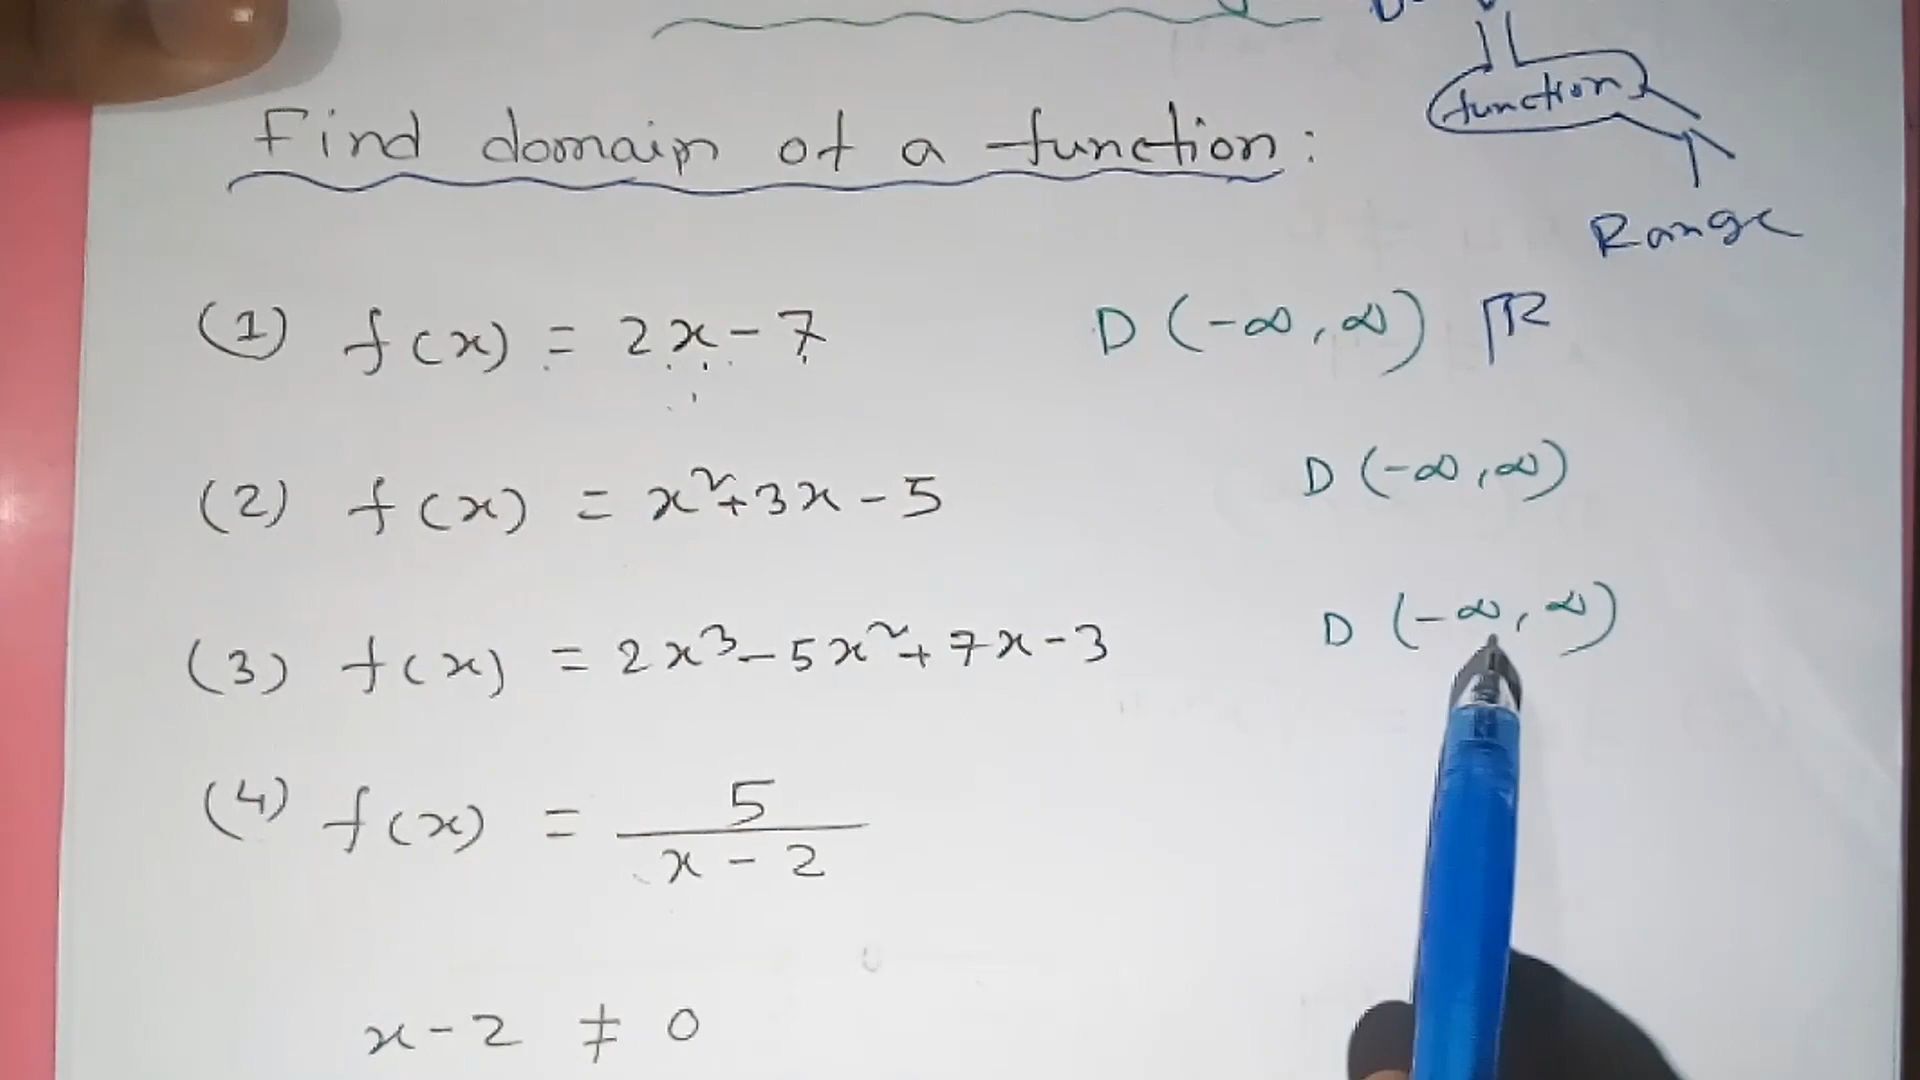 function
Range
Find domain of a function:
(1) f(x) = 2x - 7 D (-∞, ∞) ℝ
(2) f(x) = x² + 3x - 5 D (-∞, ∞)
(3) f(x) = 2x³ - 5x² + 7x - 3 D (-∞, ∞)
(4) f(x) = 5/(x - 2)
x - 2 ≠ 0